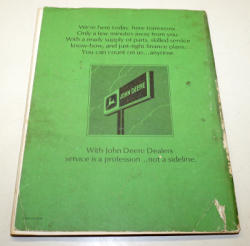 We're here today, here tomorrow.
Only a few minutes away from you.
With a ready supply of parts, skilled service
know-how, and just-right finance plans.
You can count on us...anytime.
JOHN DEERE
With John Deere Dealers
service is a profession...not a sideline.